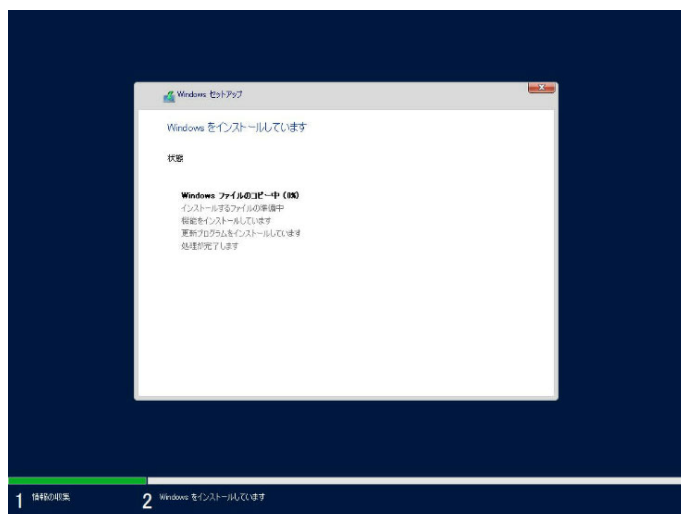 Windows セットアップ
Windows をインストールしています
状態
Windows ファイルのコピー中 (0%)
インストールするファイルの準備中
機能をインストールしています
更新プログラムをインストールしています
処理が完了します
1 情報の収集
2 Windows をインストールしています